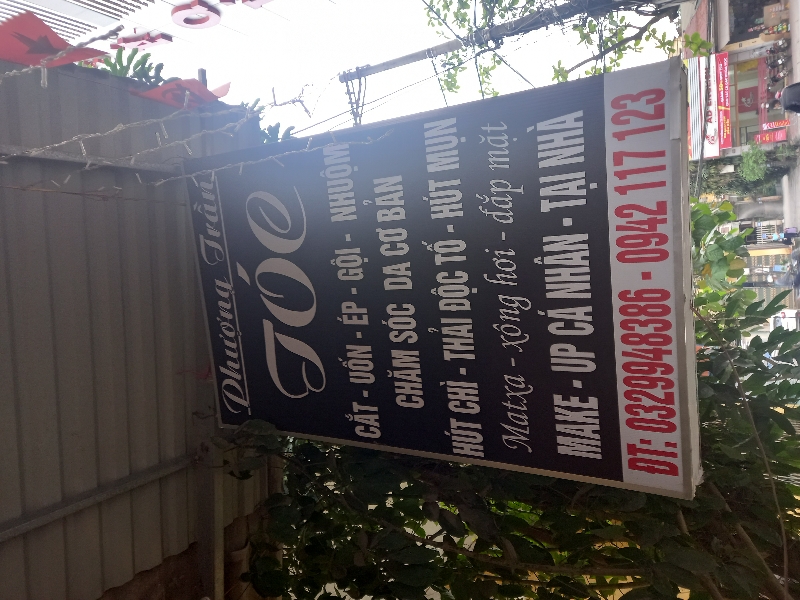 Phượng Trần
TÓC
CẮT - UỐN - ÉP - GỘI - NHUỘM
CHĂM SÓC DA CƠ BẢN
HÚT CHÌ - THẢI ĐỘC TỐ - HÚT MỤN
Matxa - xông hơi - đắp mặt
MAKE - UP CÁ NHÂN - TẠI NHÀ
ĐT: 0329948386 - 0942 117 123